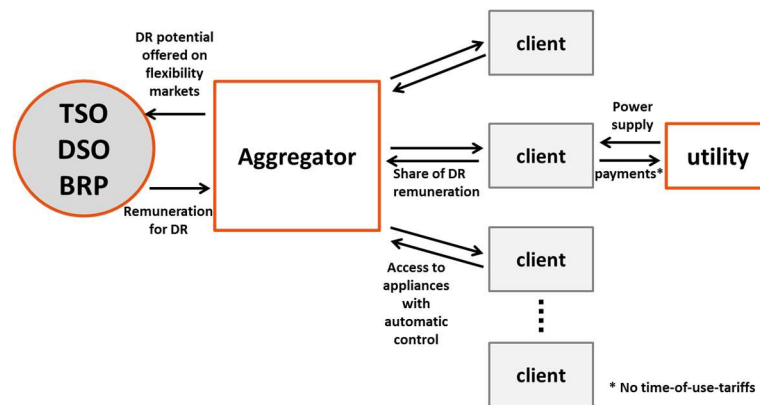 DR potential
offered on
flexibility
markets
TSO
DSO
BRP
Remuneration
for DR
Aggregator
client
client
Share of DR
remuneration
Power
supply
payments*
utility
client
Access to
appliances
with
automatic
control
client
* No time-of-use-tariffs